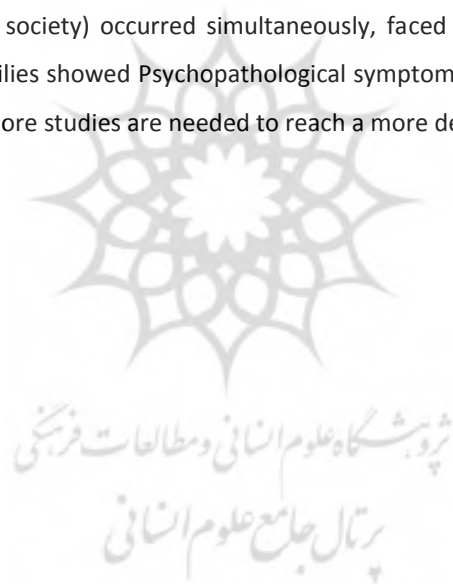 society) occurred simultaneously, faced
ilies showed Psychopathological symptom
ore studies are needed to reach a more de
پژوهشگاه علوم انسانی و مطالعات فرهنگی
پرتال جامع علوم انسانی